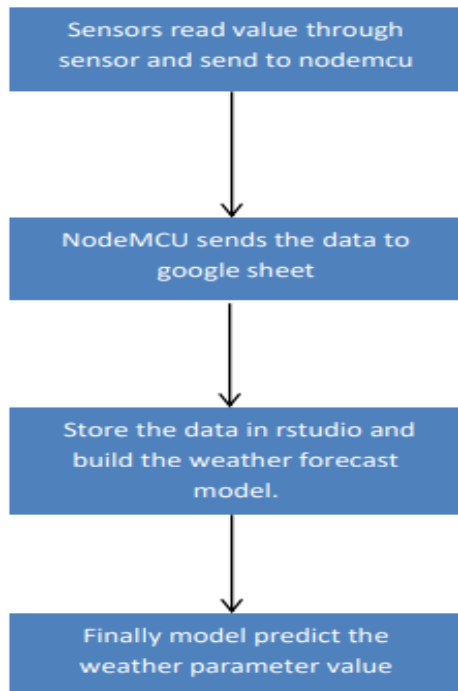 Sensors read value through
sensor and send to nodemcu
NodeMCU sends the data to
google sheet
Store the data in rstudio and
build the weather forecast
model.
Finally model predict the
weather parameter value